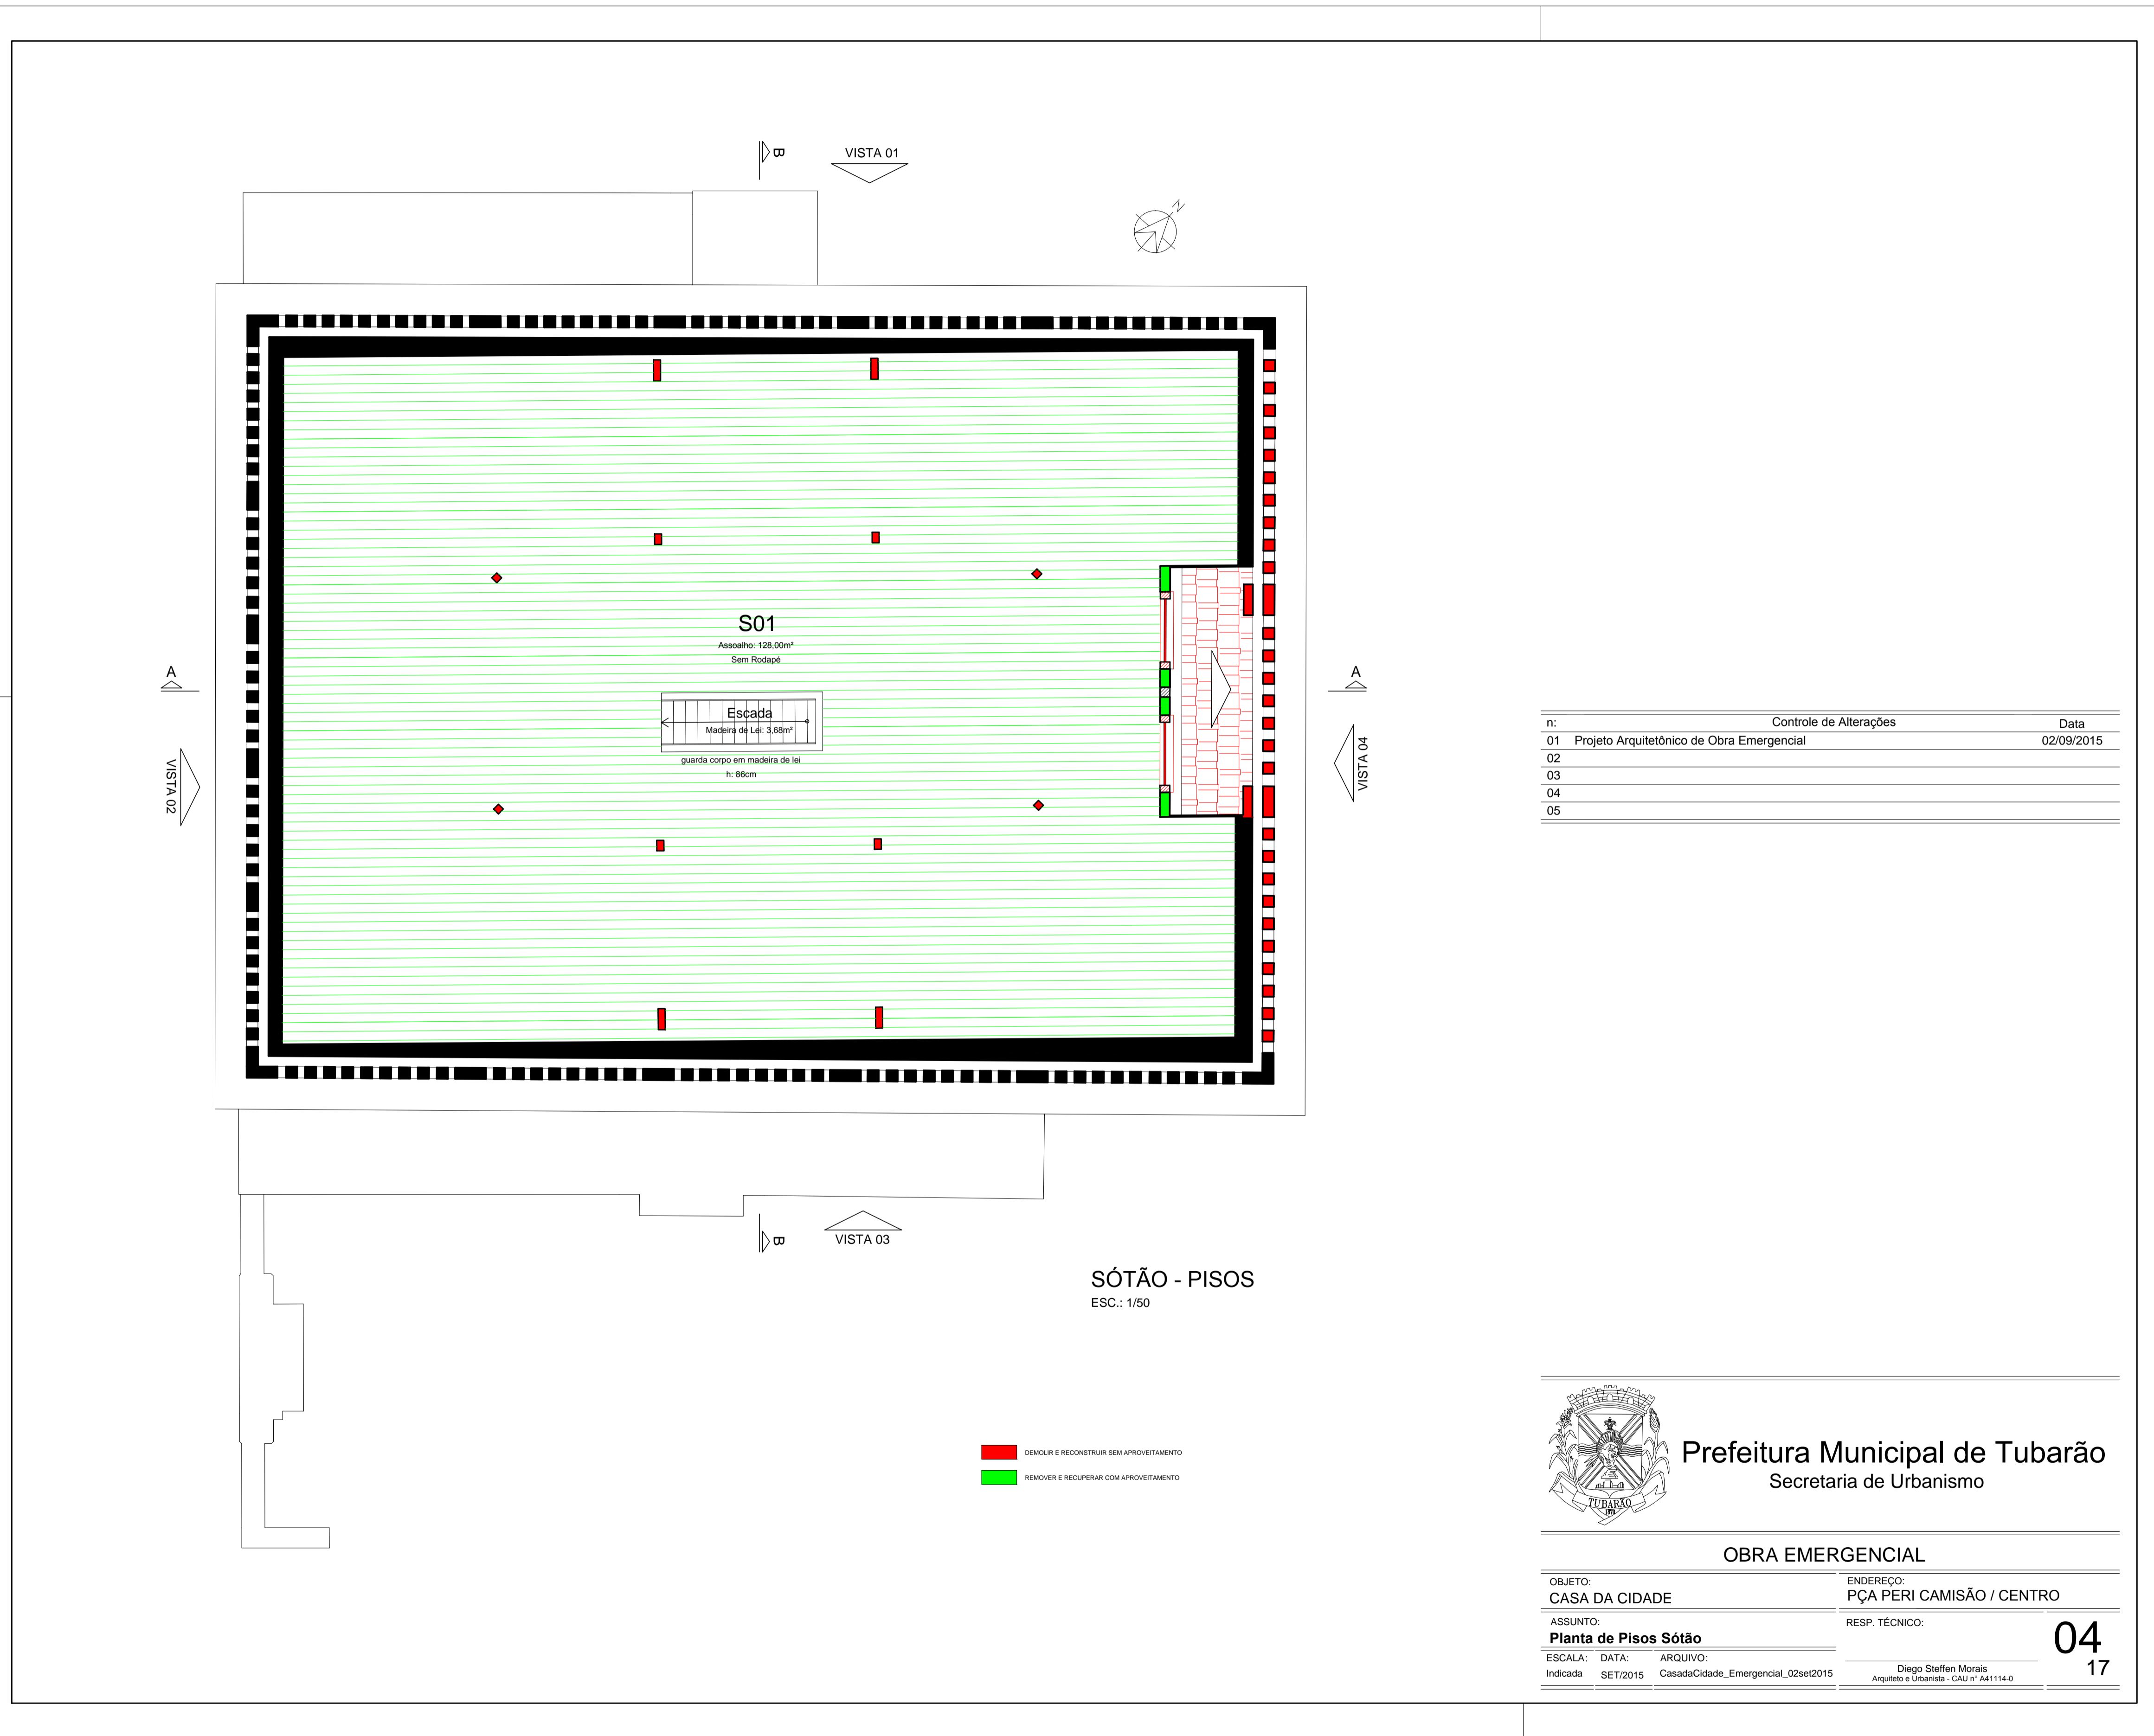 B
VISTA 01
N
S01
Assoalho: 128,00m²
Sem Rodapé
A
A
Escada
Madeira de Lei: 3,68m²
guarda corpo em madeira de lei
h: 86cm
VISTA 02
VISTA 04
n: Controle de Alterações Data
01 Projeto Arquitetônico de Obra Emergencial 02/09/2015
02
03
04
05
B
VISTA 03
SÓTÃO - PISOS
ESC.: 1/50
DEMOLIR E RECONSTRUIR SEM APROVEITAMENTO
REMOVER E RECUPERAR COM APROVEITAMENTO
TUBARÃO
1870
Prefeitura Municipal de Tubarão
Secretaria de Urbanismo
OBRA EMERGENCIAL
OBJETO:
CASA DA CIDADE
ENDEREÇO:
PÇA PERI CAMISÃO / CENTRO
ASSUNTO:
Planta de Pisos Sótão
RESP. TÉCNICO:
ESCALA: DATA: ARQUIVO:
Indicada SET/2015 CasadaCidade_Emergencial_02set2015
Diego Steffen Morais
Arquiteto e Urbanista - CAU n° A41114-0
04
17